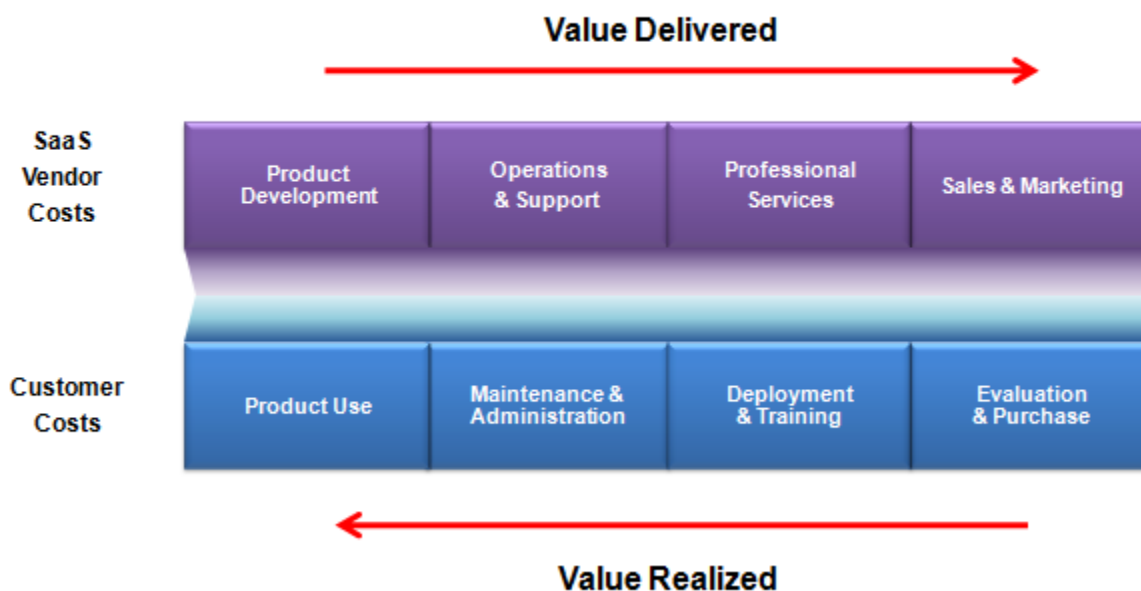 Value Delivered
SaaS
Vendor
Costs
Product
Development
Operations
& Support
Professional
Services
Sales & Marketing
Customer
Costs
Product Use
Maintenance &
Administration
Deployment
& Training
Evaluation
& Purchase
Value Realized